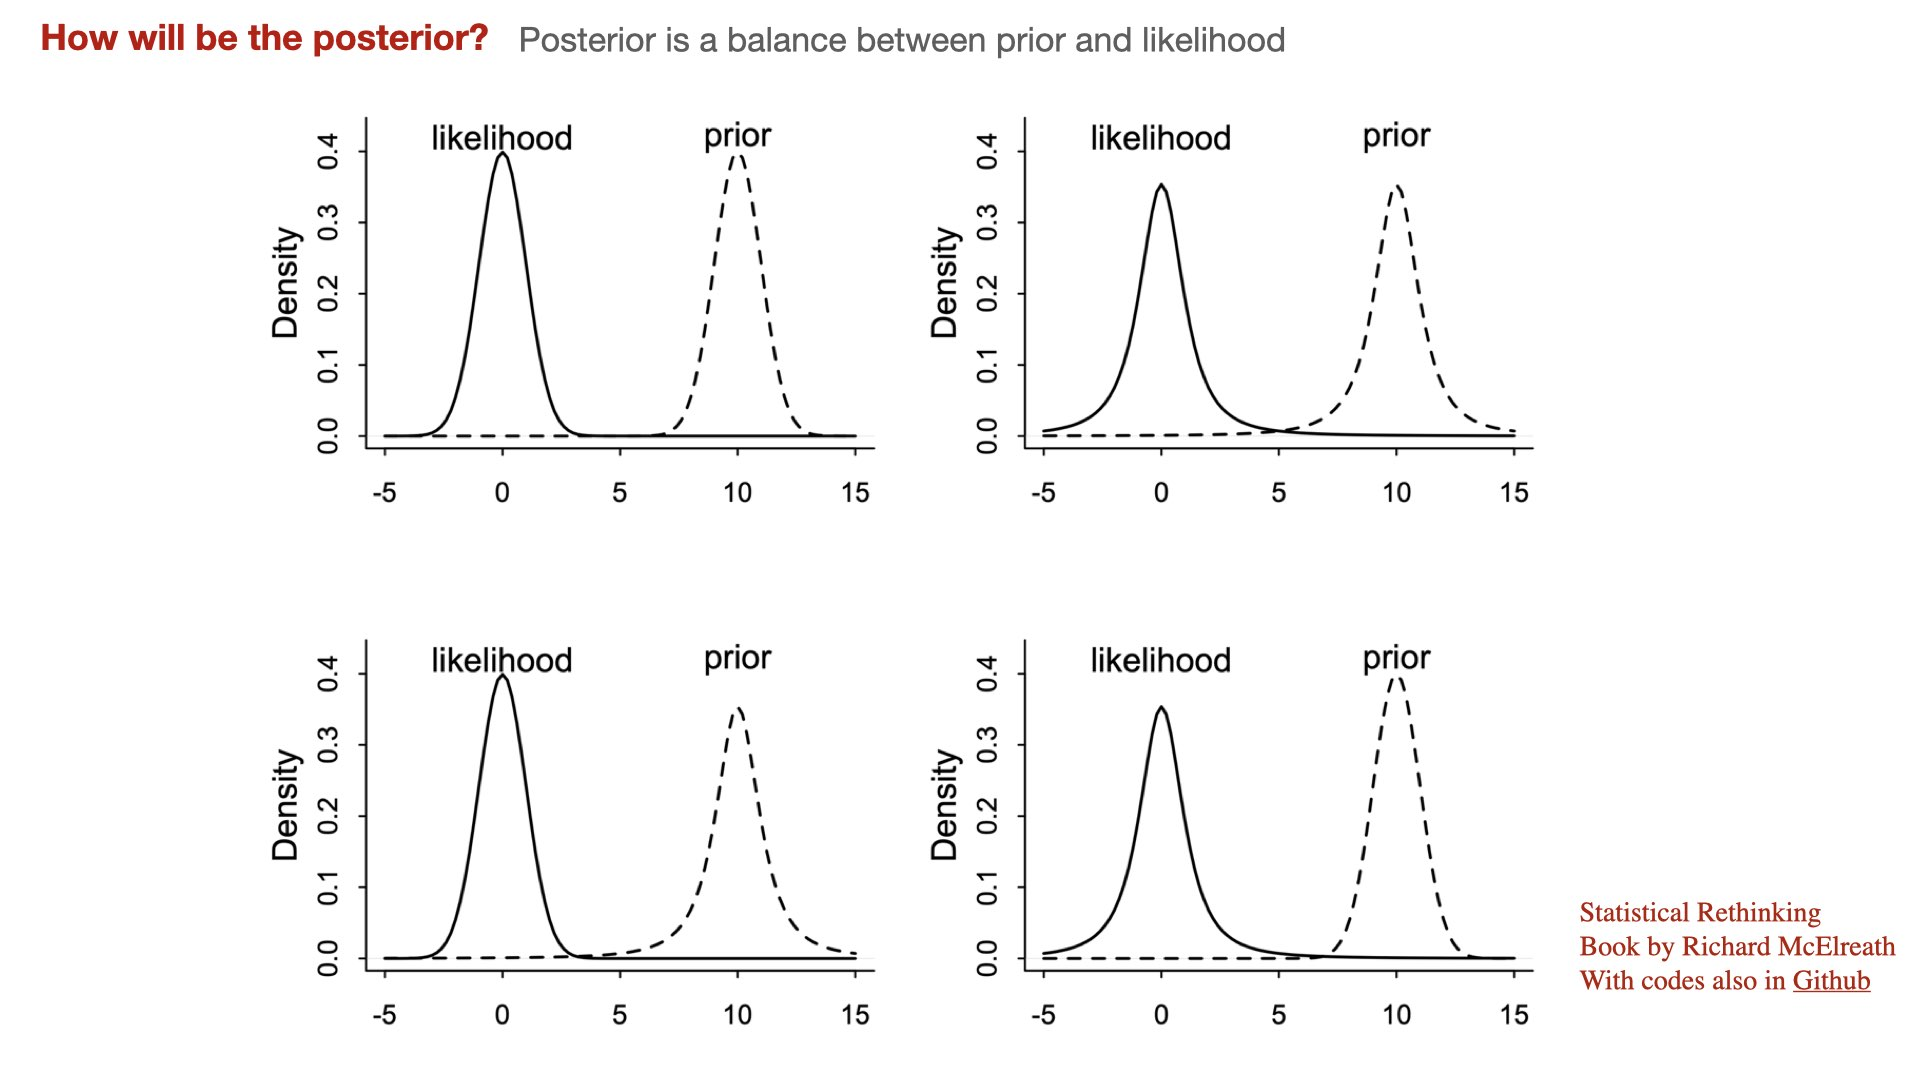 How will be the posterior? Posterior is a balance between prior and likelihood
likelihood prior
Density
0.0 0.1 0.2 0.3 0.4
-5 0 5 10 15
likelihood prior
Density
0.0 0.1 0.2 0.3 0.4
-5 0 5 10 15
likelihood prior
Density
0.0 0.1 0.2 0.3 0.4
-5 0 5 10 15
likelihood prior
Density
0.0 0.1 0.2 0.3 0.4
-5 0 5 10 15
Statistical Rethinking
Book by Richard McElreath
With codes also in Github